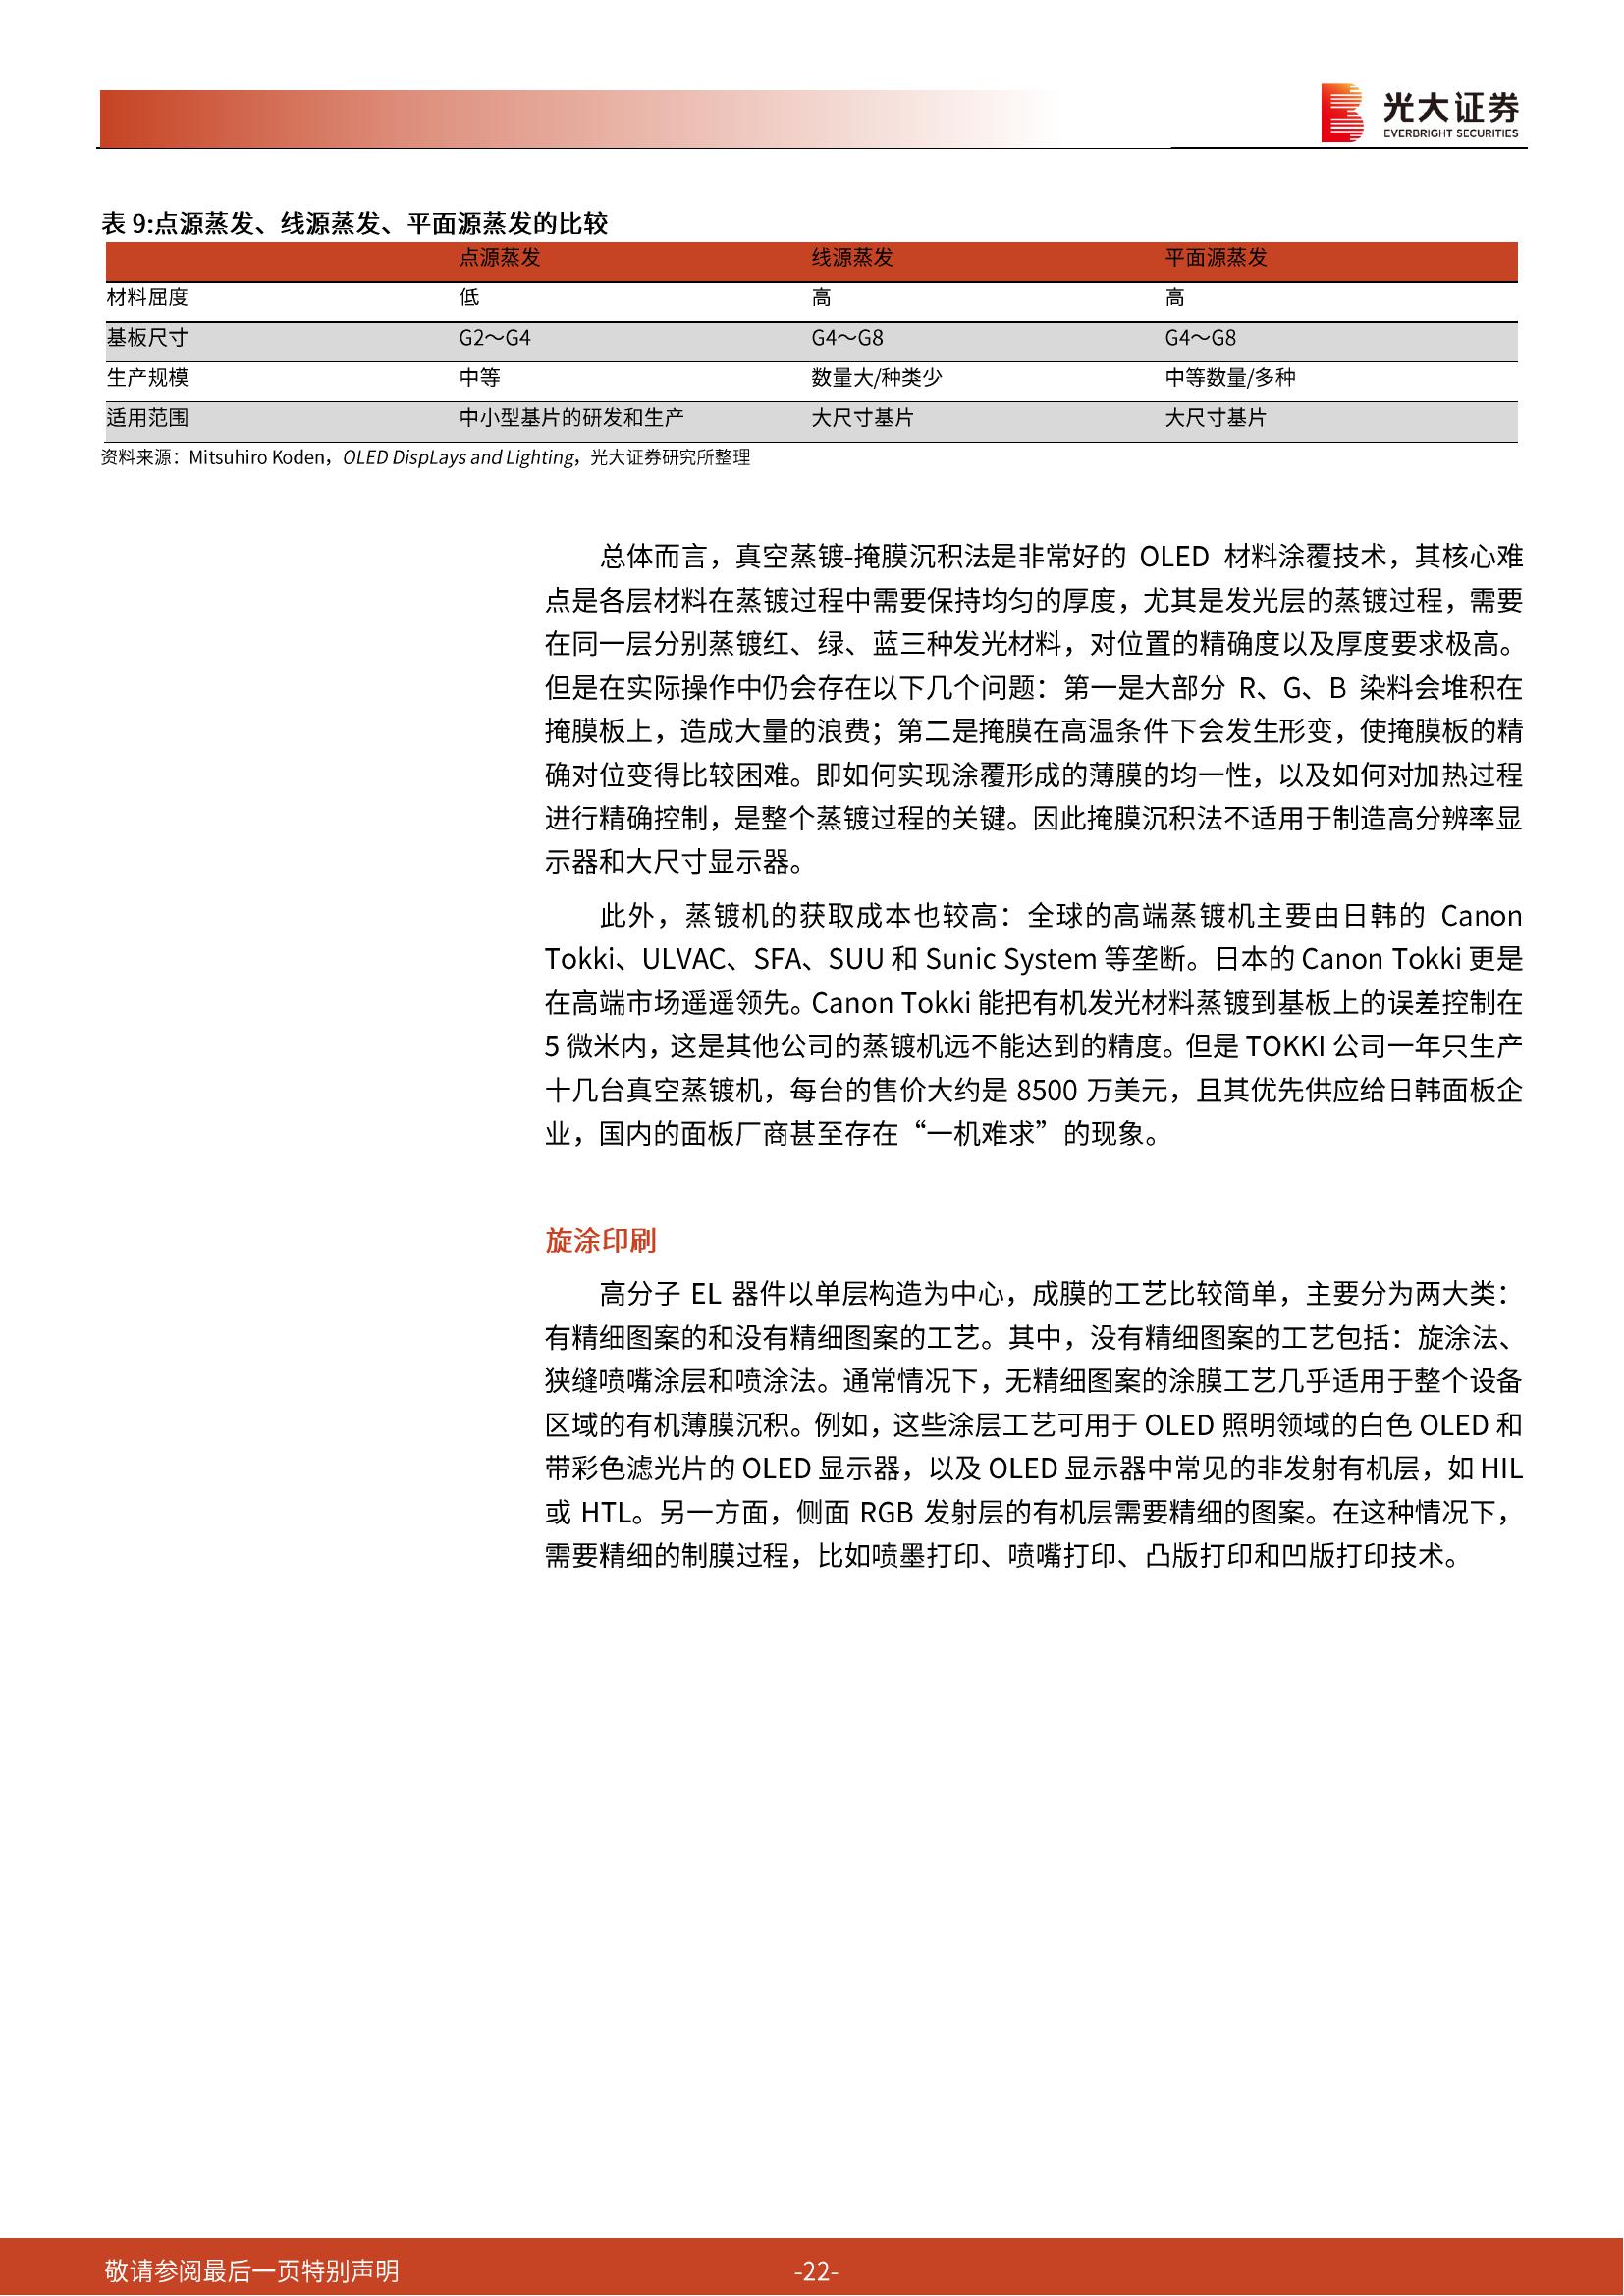 光大证券
EVERBRIGHT SECURITIES
表 9:点源蒸发、线源蒸发、平面源蒸发的比较
点源蒸发 线源蒸发 平面源蒸发
材料屈度 低 高 高
基板尺寸 G2～G4 G4～G8 G4～G8
生产规模 中等 数量大/种类少 中等数量/多种
适用范围 中小型基片的研发和生产 大尺寸基片 大尺寸基片
资料来源：Mitsuhiro Koden，OLED DispLays and Lighting，光大证券研究所整理
总体而言，真空蒸镀-掩膜沉积法是非常好的 OLED 材料涂覆技术，其核心难
点是各层材料在蒸镀过程中需要保持均匀的厚度，尤其是发光层的蒸镀过程，需要
在同一层分别蒸镀红、绿、蓝三种发光材料，对位置的精确度以及厚度要求极高。
但是在实际操作中仍会存在以下几个问题：第一是大部分 R、G、B 染料会堆积在
掩膜板上，造成大量的浪费；第二是掩膜在高温条件下会发生形变，使掩膜板的精
确对位变得比较困难。即如何实现涂覆形成的薄膜的均一性，以及如何对加热过程
进行精确控制，是整个蒸镀过程的关键。因此掩膜沉积法不适用于制造高分辨率显
示器和大尺寸显示器。
此外，蒸镀机的获取成本也较高：全球的高端蒸镀机主要由日韩的 Canon
Tokki、ULVAC、SFA、SUU 和 Sunic System 等垄断。日本的 Canon Tokki 更是
在高端市场遥遥领先。Canon Tokki 能把有机发光材料蒸镀到基板上的误差控制在
5 微米内，这是其他公司的蒸镀机远不能达到的精度。但是 TOKKI 公司一年只生产
十几台真空蒸镀机，每台的售价大约是 8500 万美元，且其优先供应给日韩面板企
业，国内的面板厂商甚至存在“一机难求”的现象。
旋涂印刷
高分子 EL 器件以单层构造为中心，成膜的工艺比较简单，主要分为两大类：
有精细图案的和没有精细图案的工艺。其中，没有精细图案的工艺包括：旋涂法、
狭缝喷嘴涂层和喷涂法。通常情况下，无精细图案的涂膜工艺几乎适用于整个设备
区域的有机薄膜沉积。例如，这些涂层工艺可用于 OLED 照明领域的白色 OLED 和
带彩色滤光片的 OLED 显示器，以及 OLED 显示器中常见的非发射有机层，如 HIL
或 HTL。另一方面，侧面 RGB 发射层的有机层需要精细的图案。在这种情况下，
需要精细的制膜过程，比如喷墨打印、喷嘴打印、凸版打印和凹版打印技术。
敬请参阅最后一页特别声明 -22-